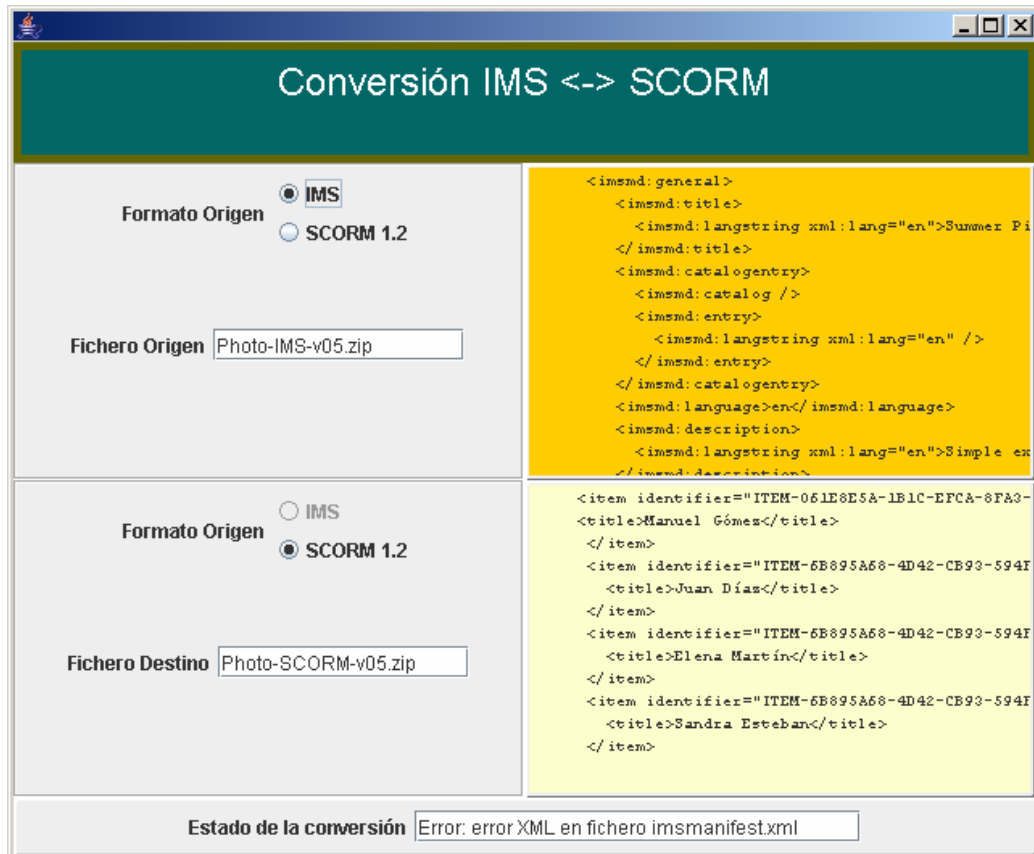 Conversión IMS <-> SCORM
IMS
Formato Origen
SCORM 1.2
Fichero Origen Photo-IMS-v05.zip
<imsmd:general>
<imsmd:title>
<imsmd:langstring xml:lang="en">Summer Pi
</imsmd:title>
<imsmd:catalogentry>
<imsmd:catalog />
<imsmd:entry>
<imsmd:langstring xml:lang="en" />
</imsmd:entry>
</imsmd:catalogentry>
<imsmd:language>en</imsmd:language>
<imsmd:description>
<imsmd:langstring xml:lang="en">Simple ex
</imsmd:description>
IMS
Formato Origen
SCORM 1.2
Fichero Destino Photo-SCORM-v05.zip
<item identifier="ITEM-061E8E5A-1B1C-EFCA-8FA3-
<title>Manuel Gómes</title>
</item>
<item identifier="ITEM-6B895A68-4D42-CB93-594F
<title>Juan Días</title>
</item>
<item identifier="ITEM-6B895A68-4D42-CB93-594F
<title>Elena Martín</title>
</item>
<item identifier="ITEM-6B895A68-4D42-CB93-594F
<title>Sandra Esteban</title>
</item>
Estado de la conversión Error: error XML en fichero imsmanifest.xml